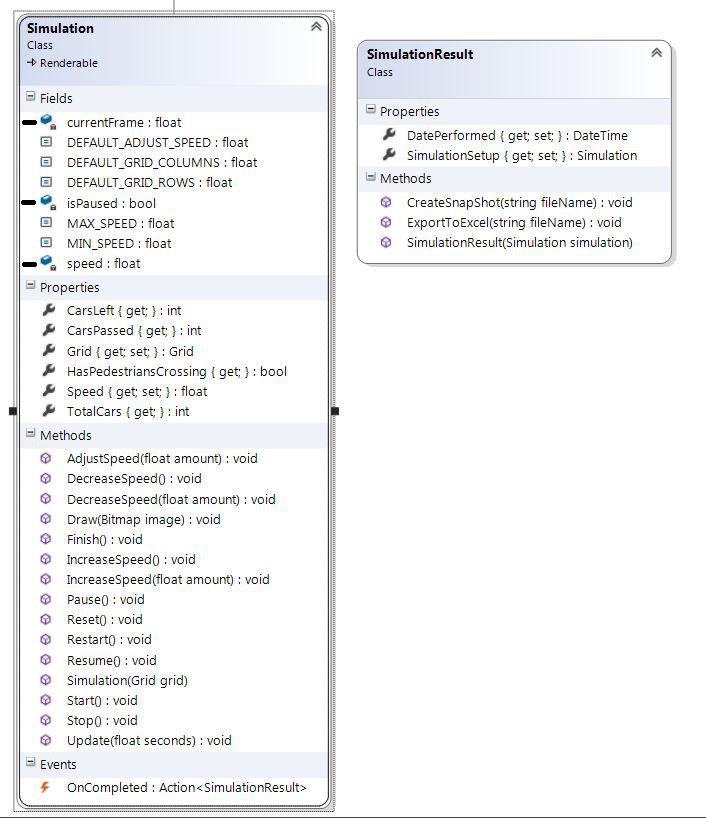 Simulation
Class
Renderable
Fields
currentFrame : float
DEFAULT_ADJUST_SPEED : float
DEFAULT_GRID_COLUMNS : float
DEFAULT_GRID_ROWS : float
isPaused : bool
MAX_SPEED : float
MIN_SPEED : float
speed : float
Properties
CarsLeft { get; } : int
CarsPassed { get; } : int
Grid { get; set; } : Grid
HasPedestriansCrossing { get; } : bool
Speed { get; set; } : float
TotalCars { get; } : int
Methods
AdjustSpeed(float amount) : void
DecreaseSpeed() : void
DecreaseSpeed(float amount) : void
Draw(Bitmap image) : void
Finish() : void
IncreaseSpeed() : void
IncreaseSpeed(float amount) : void
Pause() : void
Reset() : void
Restart() : void
Resume() : void
Simulation(Grid grid)
Start() : void
Stop() : void
Update(float seconds) : void
Events
OnCompleted : Action<SimulationResult>
SimulationResult
Class
Properties
DatePerformed { get; set; } : DateTime
SimulationSetup { get; set; } : Simulation
Methods
CreateSnapShot(string fileName) : void
ExportToExcel(string fileName) : void
SimulationResult(Simulation simulation)